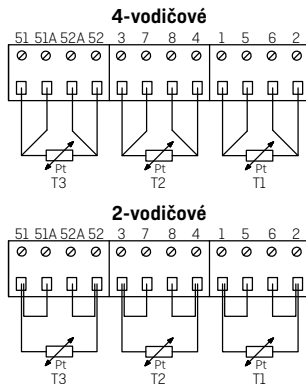 4-vodičové
51 51A 52A 52 3 7 8 4 1 5 6 2
Pt Pt Pt
T3 T2 T1
2-vodičové
51 51A 52A 52 3 7 8 4 1 5 6 2
Pt Pt Pt
T3 T2 T1